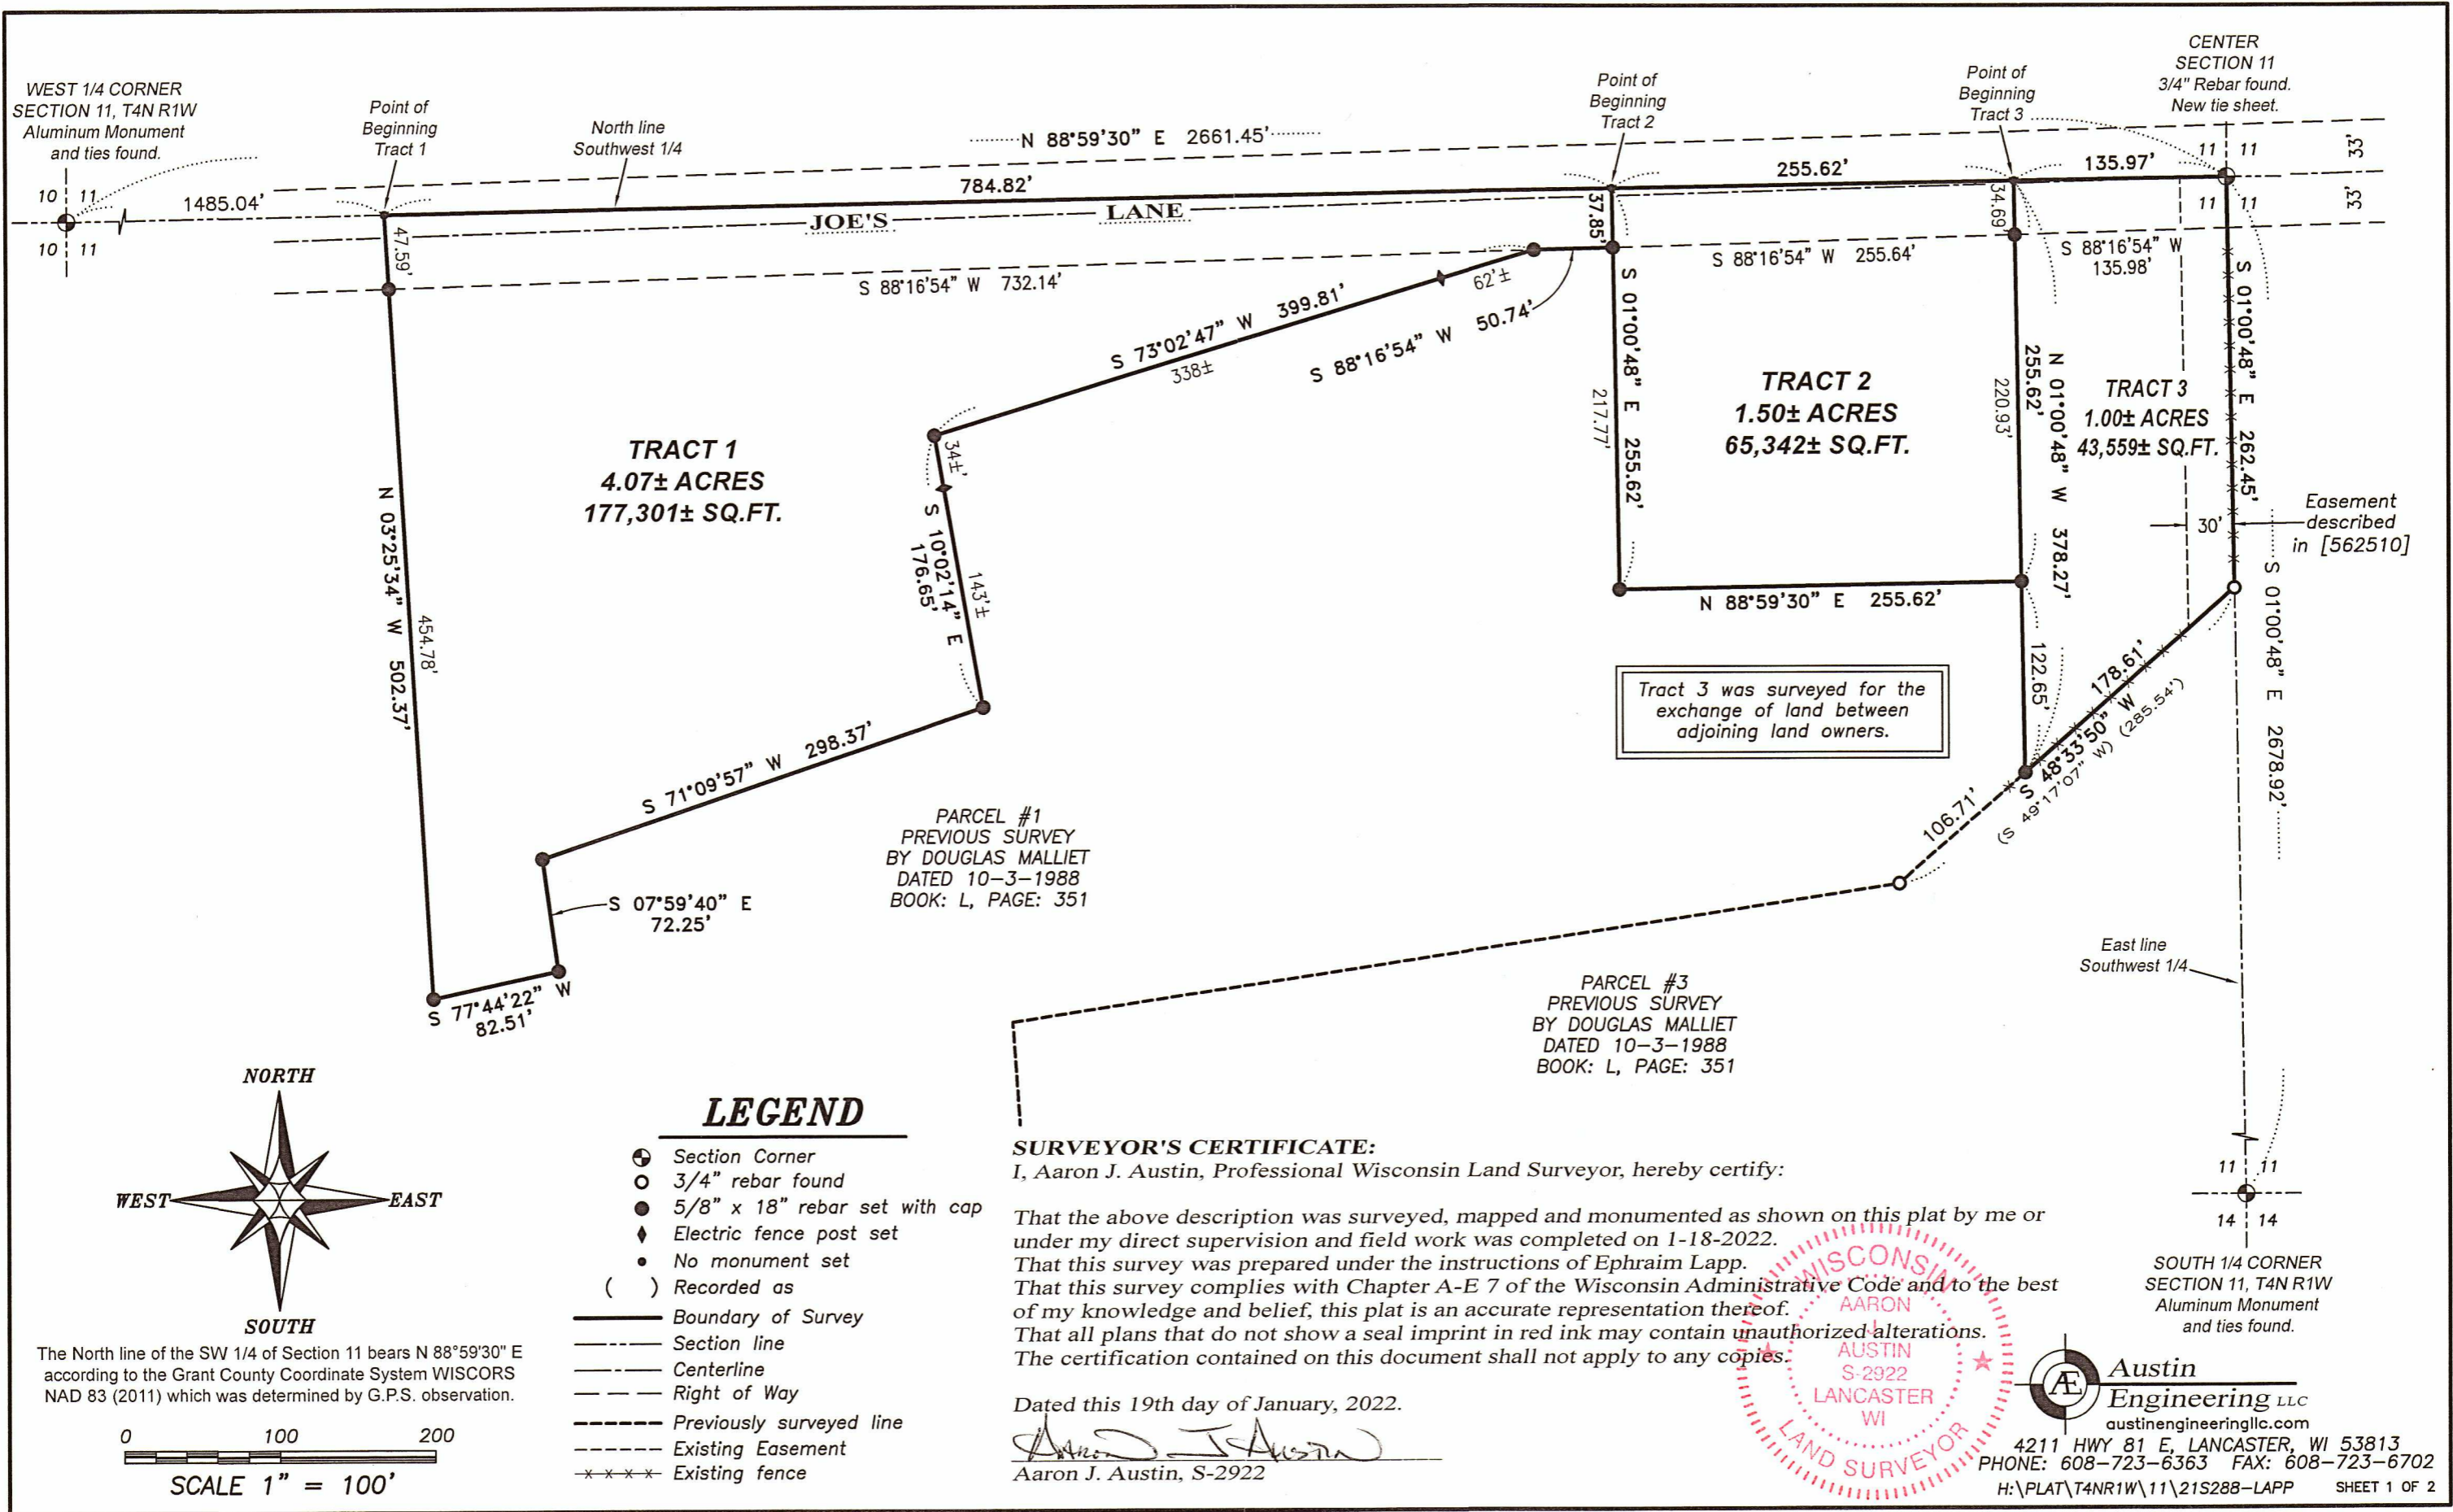 WEST 1/4 CORNER
SECTION 11, T4N R1W
Aluminum Monument
and ties found.
10 11
10 11
1485.04'
Point of
Beginning
Tract 1
North line
Southwest 1/4
N 88°59'30" E 2661.45'
784.82'
JOE'S LANE
Point of
Beginning
Tract 2
255.62'
Point of
Beginning
Tract 3
135.97'
CENTER
SECTION 11
3/4" Rebar found.
New tie sheet.
11 11
11 11
33'
33'
47.59'
S 88°16'54" W 732.14'
37.85'
S 88°16'54" W 255.64'
34.69'
S 88°16'54" W
135.98'
S 73°02'47" W 399.81'
338±
62'±
S 88°16'54" W 50.74'
TRACT 1
4.07± ACRES
177,301± SQ.FT.
N 03°25'34" W 502.37'
454.78'
34±'
S 10°02'14" E
176.65'
143'±
S 71°09'57" W 298.37'
S 07°59'40" E
72.25'
S 77°44'22" W
82.51'
S 01°00'48" E 255.62'
217.77'
TRACT 2
1.50± ACRES
65,342± SQ.FT.
N 88°59'30" E 255.62'
220.93'
255.62'
N 01°00'48" W 378.27'
122.65'
TRACT 3
1.00± ACRES
43,559± SQ.FT.
S 01°00'48" E 262.45'
30'
Easement
described
in [562510]
S 01°00'48" E 2678.92'
178.61'
S 48°33'50" W
(S 49°17'07" W) (285.54')
106.71'
Tract 3 was surveyed for the
exchange of land between
adjoining land owners.
PARCEL #1
PREVIOUS SURVEY
BY DOUGLAS MALLIET
DATED 10-3-1988
BOOK: L, PAGE: 351
PARCEL #3
PREVIOUS SURVEY
BY DOUGLAS MALLIET
DATED 10-3-1988
BOOK: L, PAGE: 351
East line
Southwest 1/4
11 11
14 14
SOUTH 1/4 CORNER
SECTION 11, T4N R1W
Aluminum Monument
and ties found.
NORTH
WEST
EAST
SOUTH
The North line of the SW 1/4 of Section 11 bears N 88°59'30" E
according to the Grant County Coordinate System WISCORS
NAD 83 (2011) which was determined by G.P.S. observation.
0 100 200
SCALE 1" = 100'
LEGEND
Section Corner
3/4" rebar found
5/8" x 18" rebar set with cap
Electric fence post set
No monument set
( ) Recorded as
Boundary of Survey
Section line
Centerline
Right of Way
Previously surveyed line
Existing Easement
Existing fence
SURVEYOR'S CERTIFICATE:
I, Aaron J. Austin, Professional Wisconsin Land Surveyor, hereby certify:
That the above description was surveyed, mapped and monumented as shown on this plat by me or
under my direct supervision and field work was completed on 1-18-2022.
That this survey was prepared under the instructions of Ephraim Lapp.
That this survey complies with Chapter A-E 7 of the Wisconsin Administrative Code and to the best
of my knowledge and belief, this plat is an accurate representation thereof.
That all plans that do not show a seal imprint in red ink may contain unauthorized alterations.
The certification contained on this document shall not apply to any copies.
Dated this 19th day of January, 2022.
Aaron J Austin
Aaron J. Austin, S-2922
WISCONSIN
AARON
J
AUSTIN
S-2922
LANCASTER
WI
LAND SURVEYOR
AE
Austin
Engineering LLC
austinengineeringllc.com
4211 HWY 81 E, LANCASTER, WI 53813
PHONE: 608-723-6363 FAX: 608-723-6702
H:\PLAT\T4NR1W\11\21S288-LAPP SHEET 1 OF 2